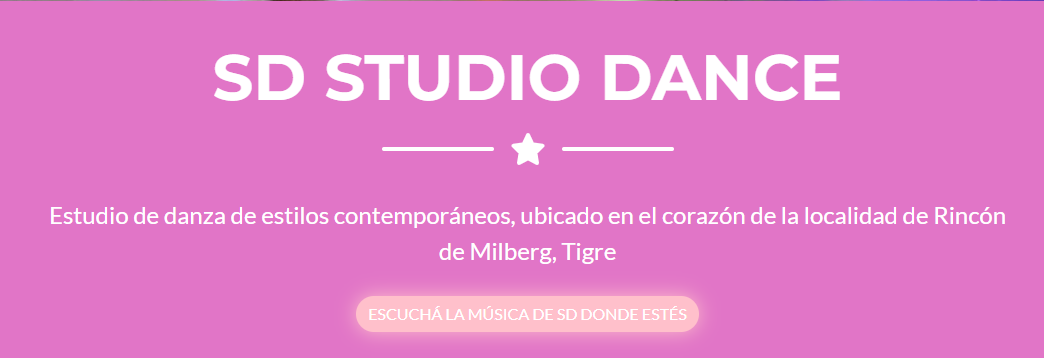 SD STUDIO DANCE
Estudio de danza de estilos contemporáneos, ubicado en el corazón de la localidad de Rincón
de Milberg, Tigre
ESCUCHÁ LA MÚSICA DE SD DONDE ESTÉS